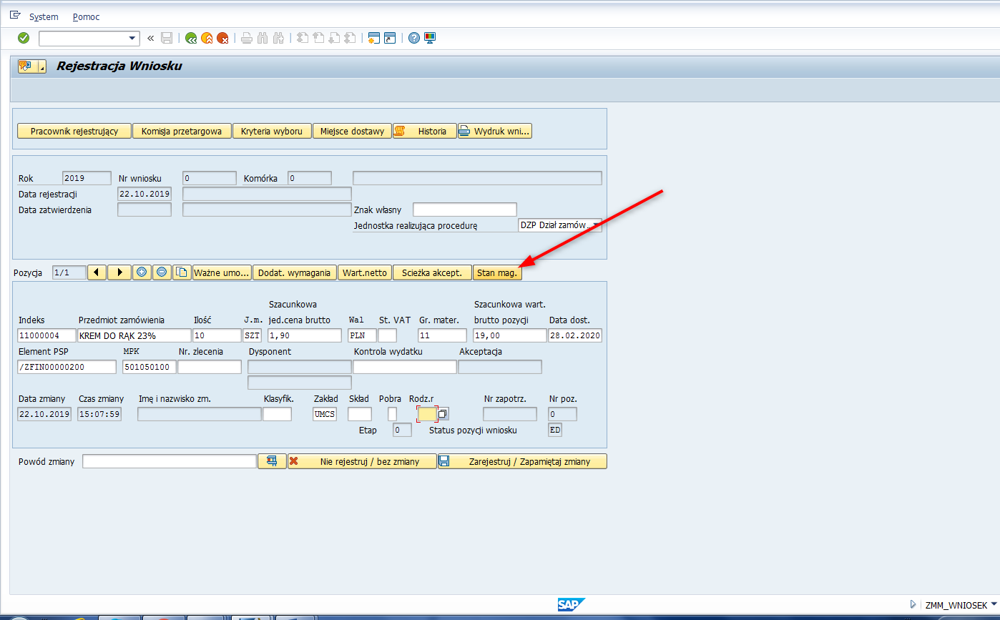 System Pomoc
Rejestracja Wniosku
Pracownik rejestrujący Komisja przetargowa Kryteria wyboru Miejsce dostawy Historia Wydruk wni...
Rok 2019 Nr wniosku 0 Komórka 0
Data rejestracji 22.10.2019
Data zatwierdzenia Znak własny
Jednostka realizująca procedurę DZP Dział zamów...
Pozycja 1/1 Ważne umo... Dodat. wymagania Wart.netto Scieżka akcept. Stan mag.
Szacunkowa Szacunkowa wart.
Indeks Przedmiot zamówienia Ilość J.m. jed.cena brutto Wal St. VAT Gr. mater. brutto pozycji Data dost.
11000004 KREM DO RĄK 23% 10 SZT 1,90 PLN 11 19,00 28.02.2020
Element PSP MPK Nr. zlecenia Dysponent Kontrola wydatku Akceptacja
/ZFIN00000200 501050100
Data zmiany Czas zmiany Imę i nazwisko zm. Klasyfik. Zakład Skład Pobra Rodz.r Nr zapotrz. Nr poz.
22.10.2019 15:07:59 UMCS 0
Etap 0 Status pozycji wniosku ED
Powód zmiany Nie rejestruj / bez zmiany Zarejestruj / Zapamiętaj zmiany
SAP ZMM_WNIOSEK